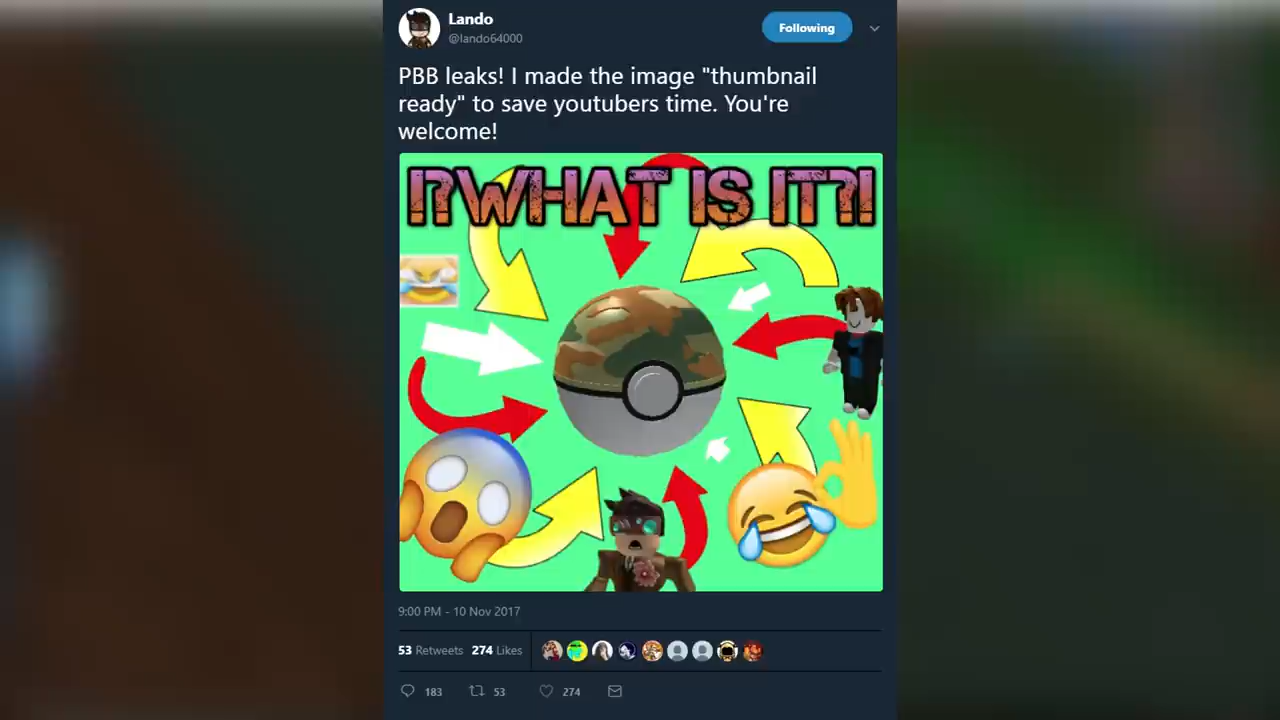 Lando
@lando64000
Following
PBB leaks! I made the image "thumbnail
ready" to save youtubers time. You're
welcome!
!?WHAT IS IT?!
9:00 PM - 10 Nov 2017
53 Retweets 274 Likes
183 53 274